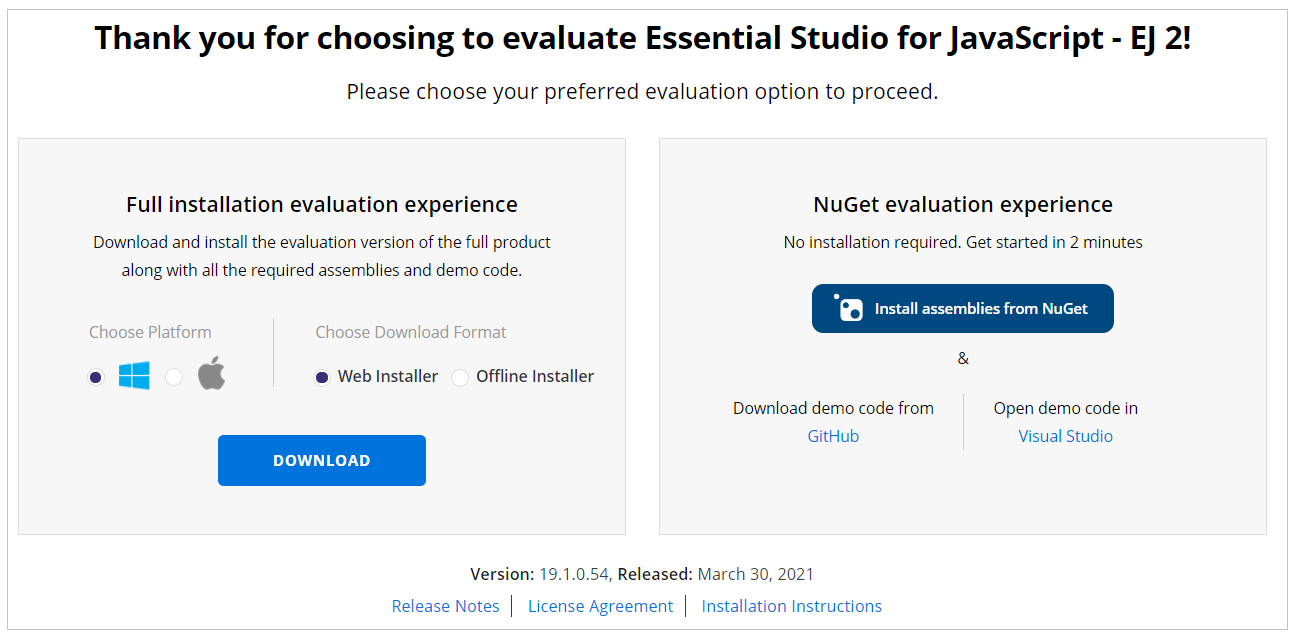 Thank you for choosing to evaluate Essential Studio for JavaScript - EJ 2!
Please choose your preferred evaluation option to proceed.
Full installation evaluation experience
Download and install the evaluation version of the full product
along with all the required assemblies and demo code.
Choose Platform
Choose Download Format
Web Installer
Offline Installer
DOWNLOAD
NuGet evaluation experience
No installation required. Get started in 2 minutes
Install assemblies from NuGet
&
Download demo code from
GitHub
Open demo code in
Visual Studio
Version: 19.1.0.54, Released: March 30, 2021
Release Notes | License Agreement | Installation Instructions